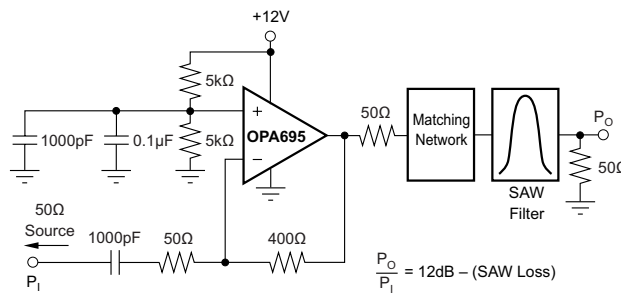 +12V
5kΩ
5kΩ
1000pF
0.1µF
+
OPA695
−
50Ω
Matching
Network
SAW
Filter
P_O
50Ω
50Ω
Source
1000pF
50Ω
400Ω
P_I
P_O/P_I = 12dB – (SAW Loss)